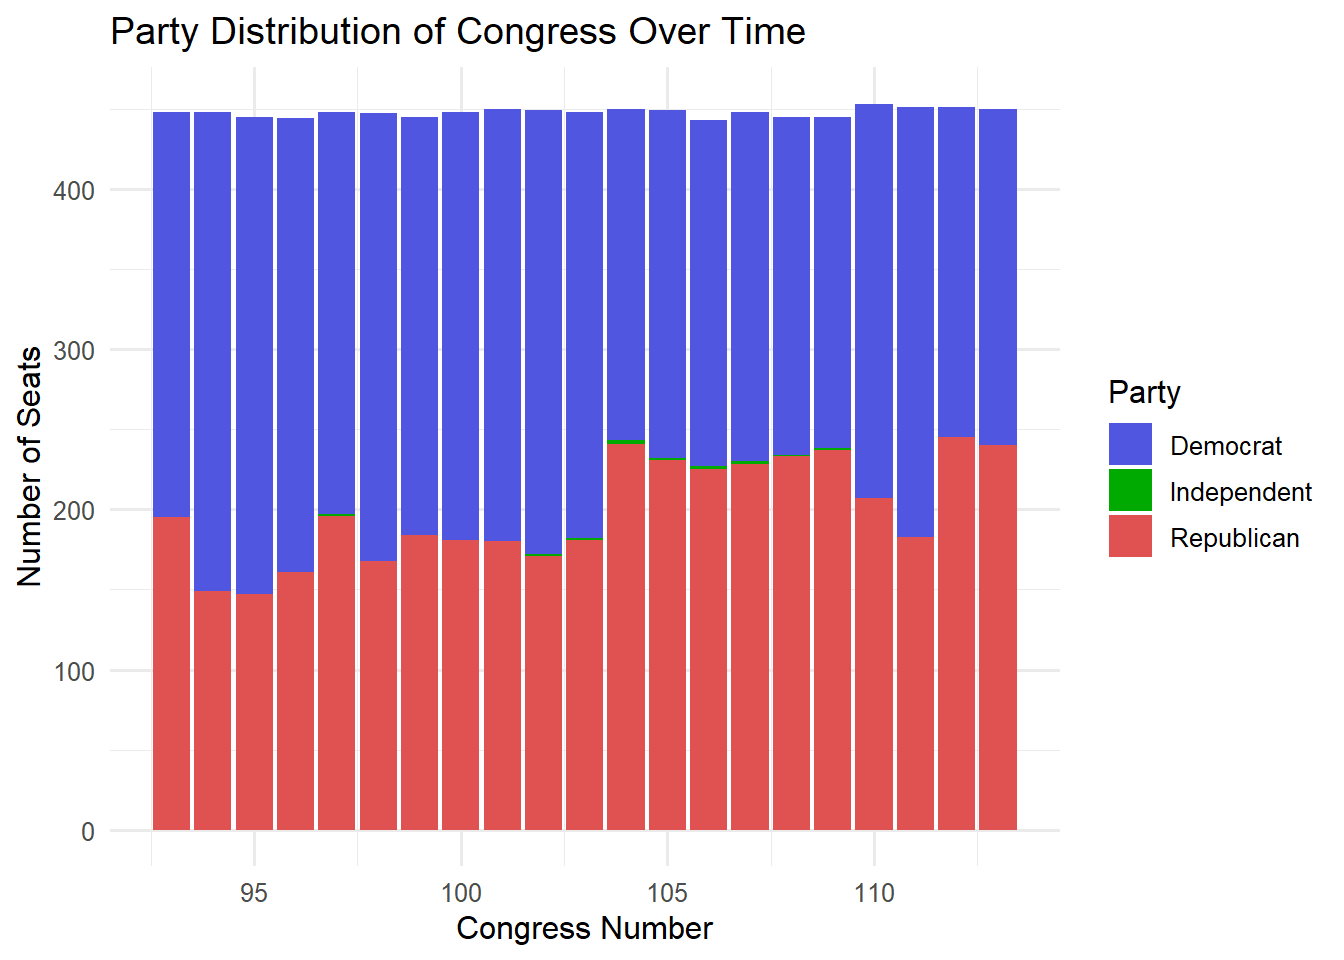 Party Distribution of Congress Over Time
Number of Seats
400
300
200
100
0
95 100 105 110
Congress Number
Party
Democrat
Independent
Republican